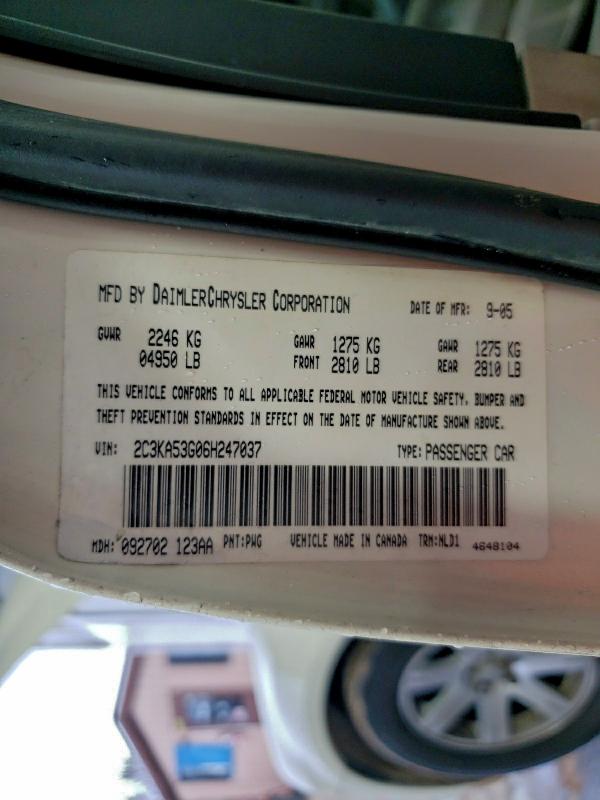 MFD BY DAIMLERCHRYSLER CORPORATION DATE OF MFR: 9-05
GVWR 2246 KG GAWR 1275 KG GAWR 1275 KG
04950 LB FRONT 2810 LB REAR 2810 LB
THIS VEHICLE CONFORMS TO ALL APPLICABLE FEDERAL MOTOR VEHICLE SAFETY, BUMPER AND
THEFT PREVENTION STANDARDS IN EFFECT ON THE DATE OF MANUFACTURE SHOWN ABOVE.
VIN: 2C3KA53G06H247037 TYPE: PASSENGER CAR
MDH: 092702 123AA PNT:PWG VEHICLE MADE IN CANADA TRM:NLD1 4648104